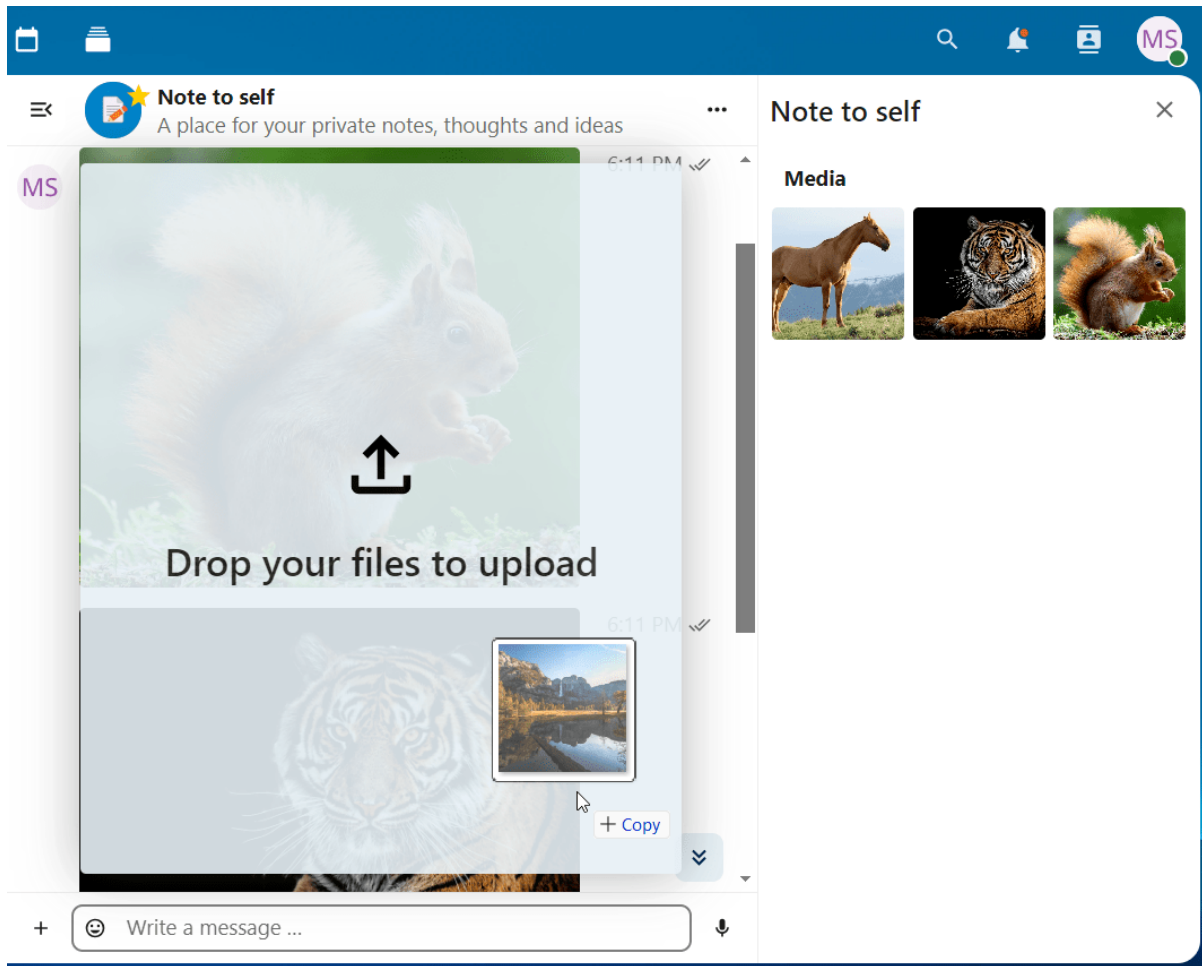 MS
Note to self
A place for your private notes, thoughts and ideas
Note to self
MS
6:11 PM
Media
Drop your files to upload
6:11 PM
Copy
Write a message ...